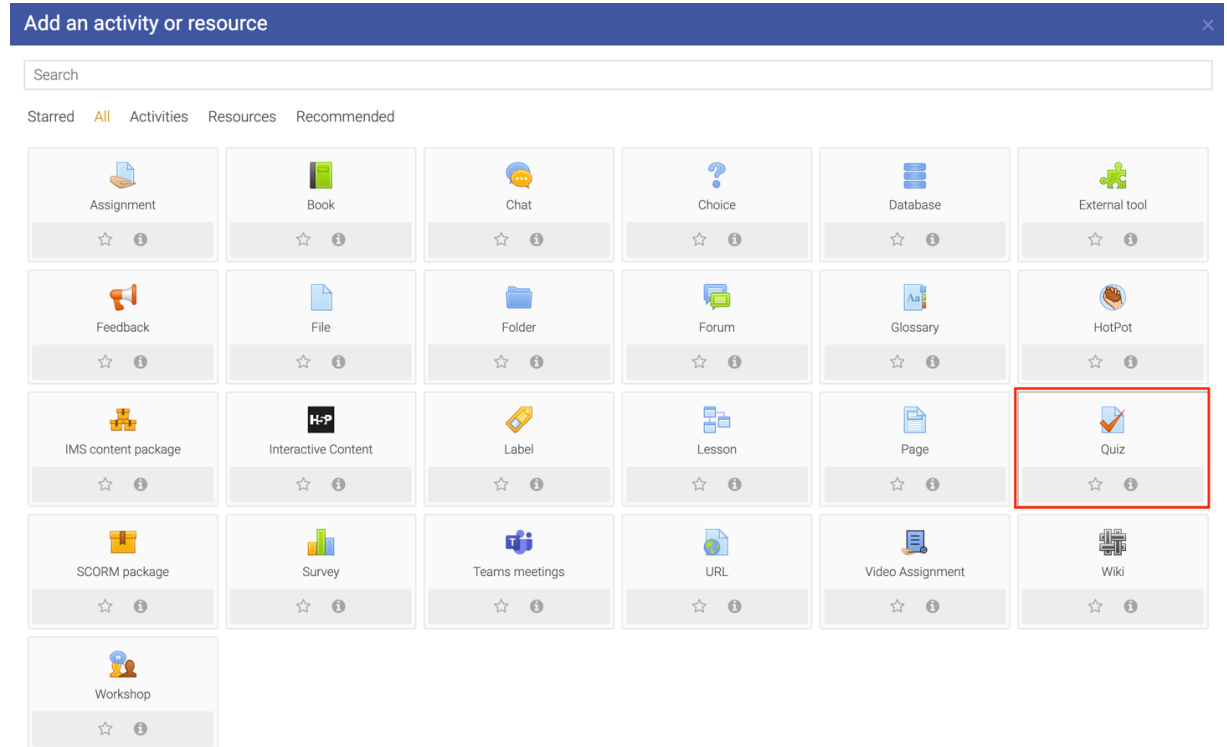 Add an activity or resource
Search
Starred All Activities Resources Recommended
Assignment Book Chat Choice Database External tool
Aa
Feedback File Folder Forum Glossary HotPot
H5P
IMS content package Interactive Content Label Lesson Page Quiz
T
SCORM package Survey Teams meetings URL Video Assignment Wiki
Workshop